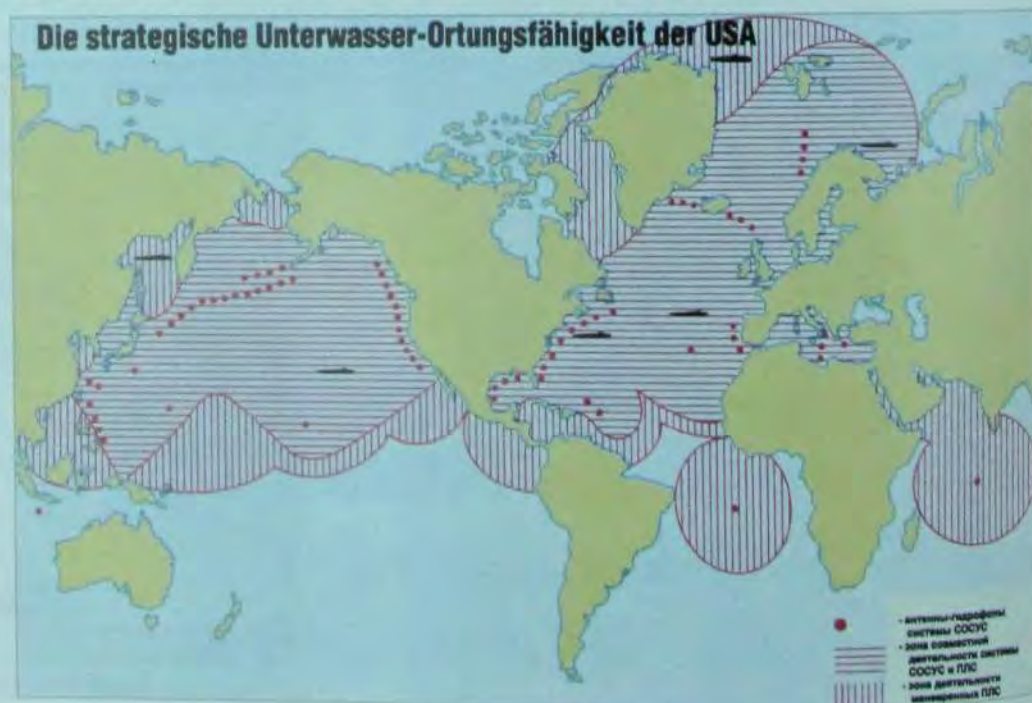 Die strategische Unterwasser-Ortungsfähigkeit der USA
- антенны-гидрофоны
системы СОСУС
- зона совместной
деятельности системы
СОСУС и ПЛС
- зона деятельности
маневренных ПЛС